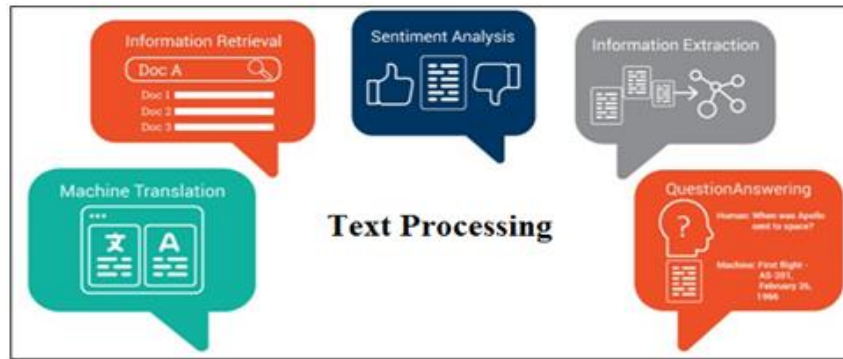 Information Retrieval
Doc A
Doc 1
Doc 2
Doc 3
Sentiment Analysis
Information Extraction
Machine Translation
文 A
Text Processing
QuestionAnswering
?
Human: When was Apollo
sent to space?
Machine: First flight -
AS-201,
February 26,
1966